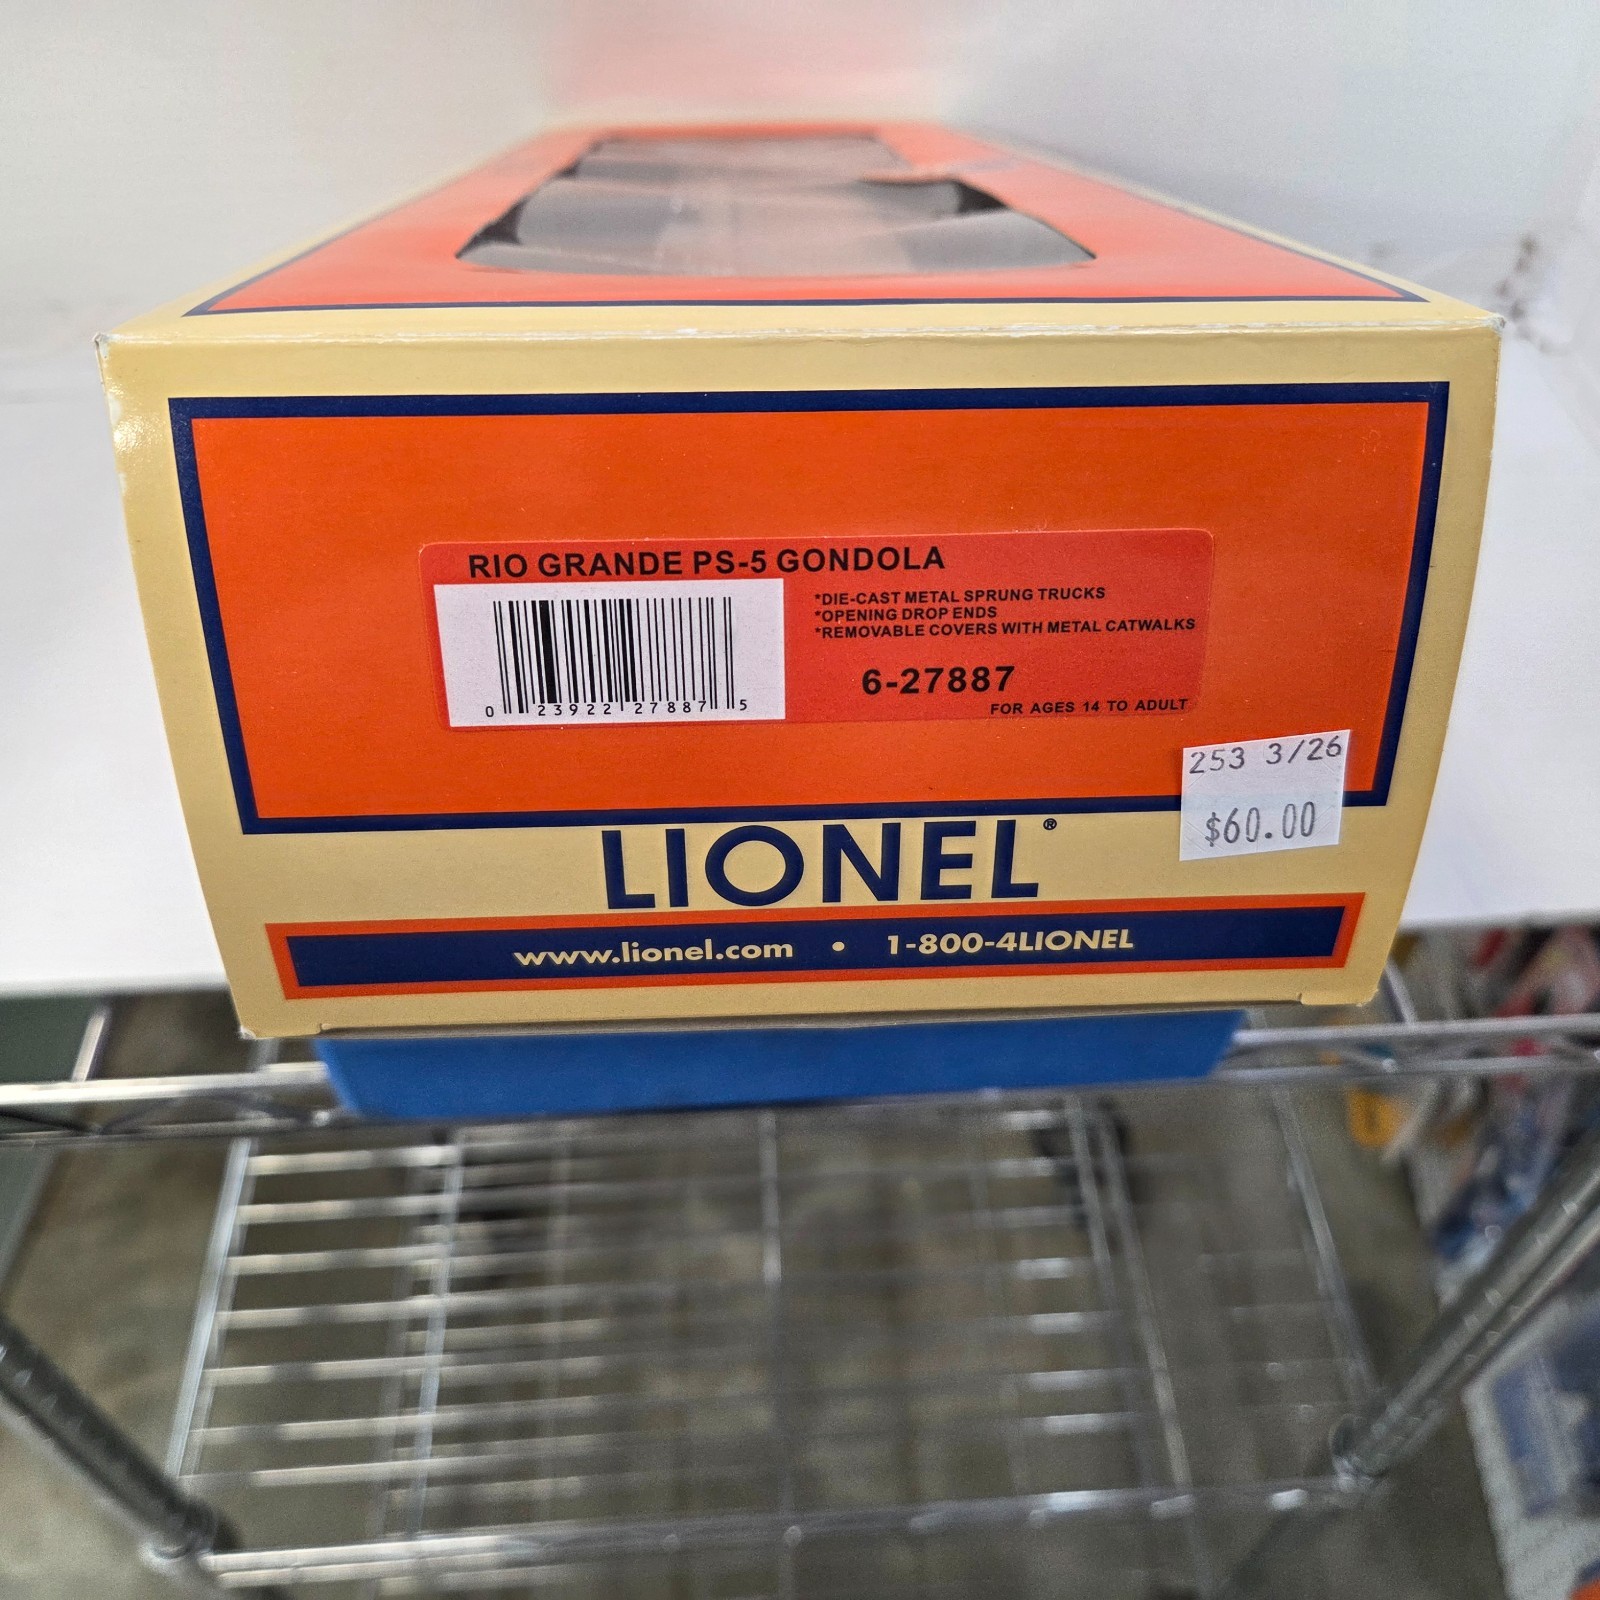 RIO GRANDE PS-5 GONDOLA
*DIE-CAST METAL SPRUNG TRUCKS
*OPENING DROP ENDS
*REMOVABLE COVERS WITH METAL CATWALKS
6-27887
0 23922 27887 5
FOR AGES 14 TO ADULT
253 3/26
$60.00
LIONEL®
www.lionel.com • 1-800-4LIONEL